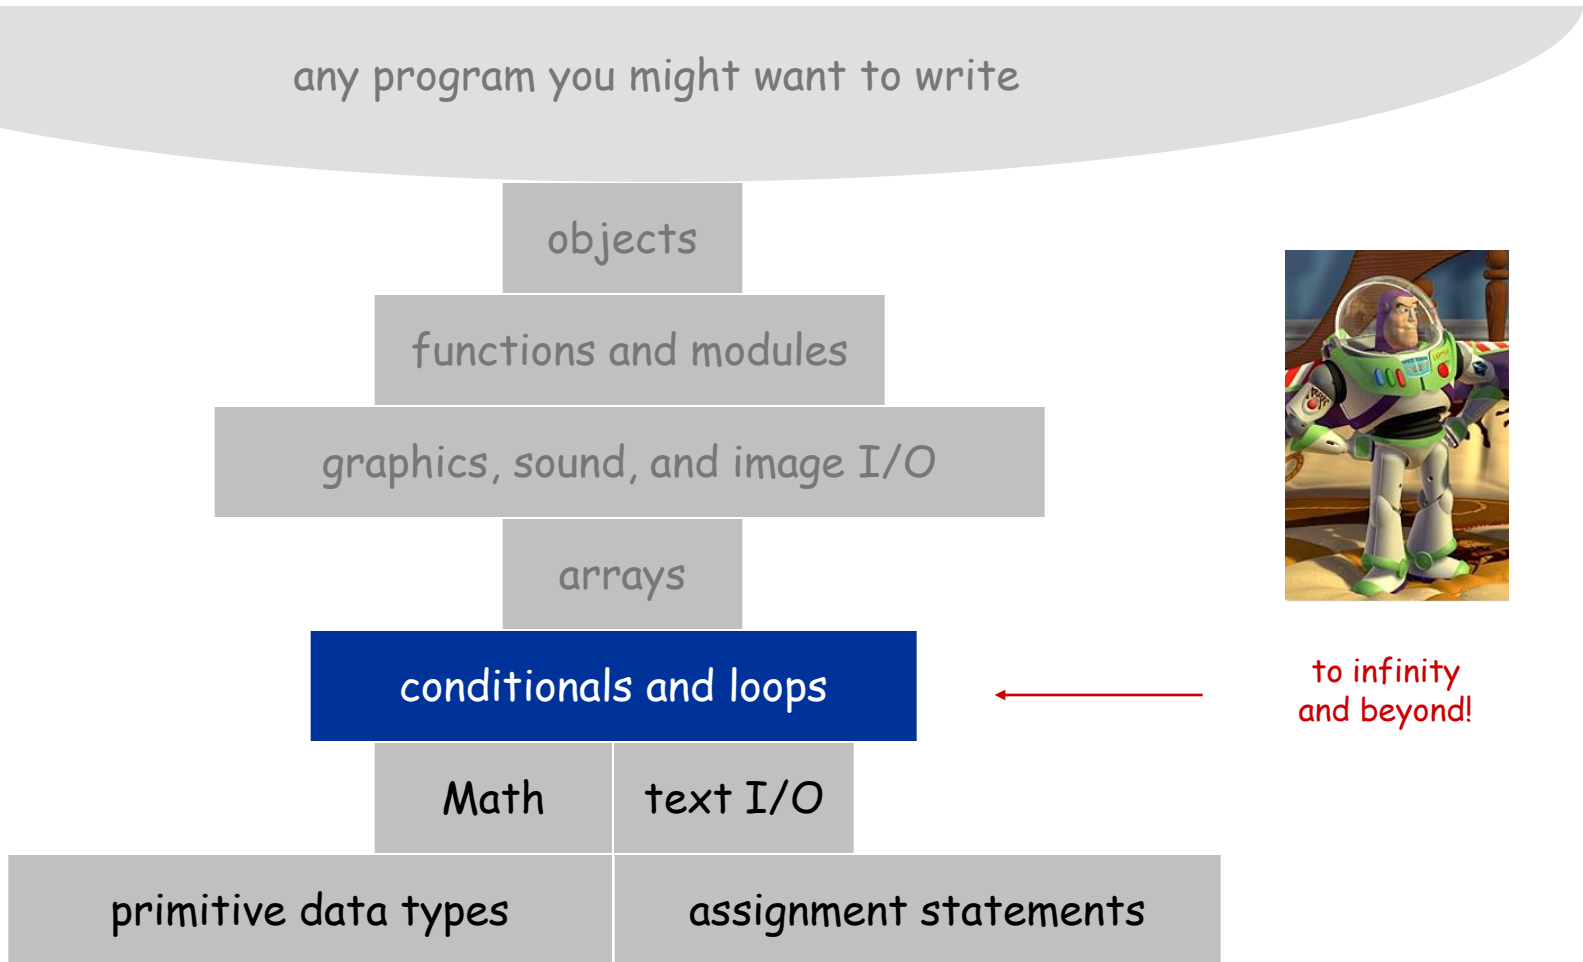 any program you might want to write
objects
functions and modules
graphics, sound, and image I/O
arrays
conditionals and loops
to infinity
and beyond!
Math
text I/O
primitive data types
assignment statements